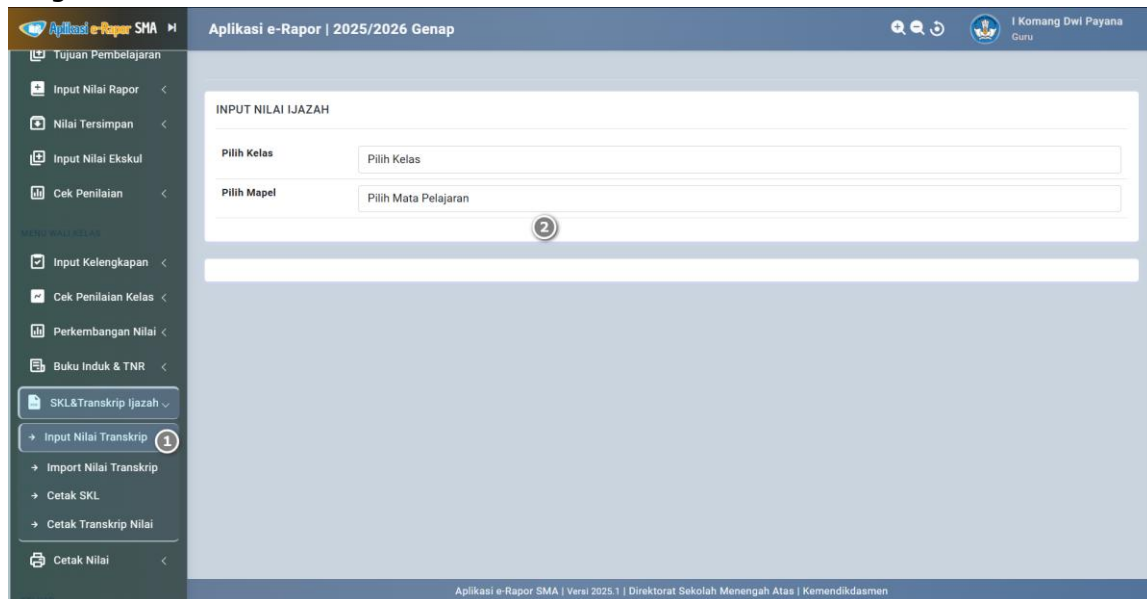 Aplikasi e-Rapor SMA
Aplikasi e-Rapor | 2025/2026 Genap
I Komang Dwi Payana
Guru
Tujuan Pembelajaran
Input Nilai Rapor
Nilai Tersimpan
Input Nilai Ekskul
Cek Penilaian
MENU WALI KELAS
Input Kelengkapan
Cek Penilaian Kelas
Perkembangan Nilai
Buku Induk & TNR
SKL&Transkrip Ijazah
Input Nilai Transkrip
1
Import Nilai Transkrip
Cetak SKL
Cetak Transkrip Nilai
Cetak Nilai
INPUT NILAI IJAZAH
Pilih Kelas
Pilih Kelas
Pilih Mapel
Pilih Mata Pelajaran
2
Aplikasi e-Rapor SMA | Versi 2025.1 | Direktorat Sekolah Menengah Atas | Kemendikdasmen